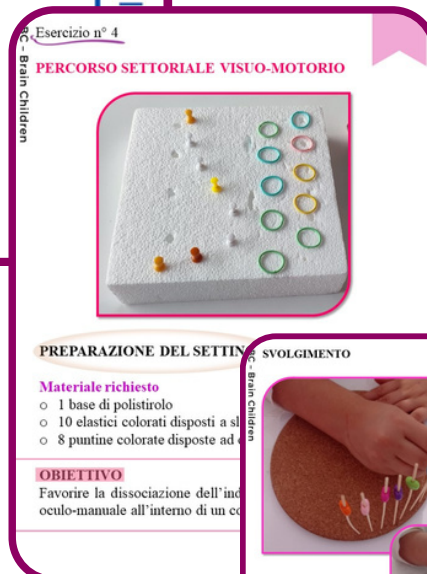 Esercizio n° 4
BC – Brain Children
PERCORSO SETTORIALE VISUO-MOTORIO
PREPARAZIONE DEL SETTIN
Materiale richiesto
o 1 base di polistirolo
o 10 elastici colorati disposti a
o 8 puntine colorate disposte ad
OBIETTIVO
Favorire la dissociazione dell'ind
oculo-manuale all'interno di un
BC – Brain Children
SVOLGIMENTO